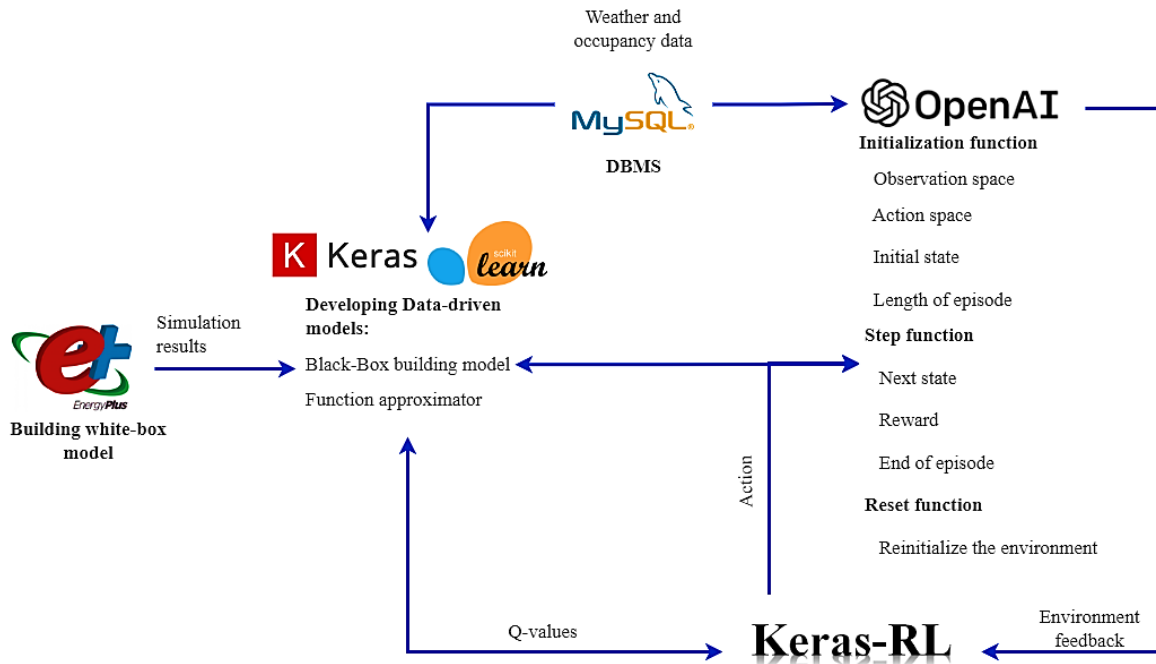 Weather and
occupancy data
MySQL®
DBMS
OpenAI
Initialization function
Observation space
Action space
Initial state
Length of episode
Step function
Next state
Reward
End of episode
Reset function
Reinitialize the environment
K Keras
scikit
learn
Developing Data-driven
models:
Black-Box building model
Function approximator
Simulation
results
e+
EnergyPlus
Building white-box
model
Action
Q-values
Keras-RL
Environment
feedback